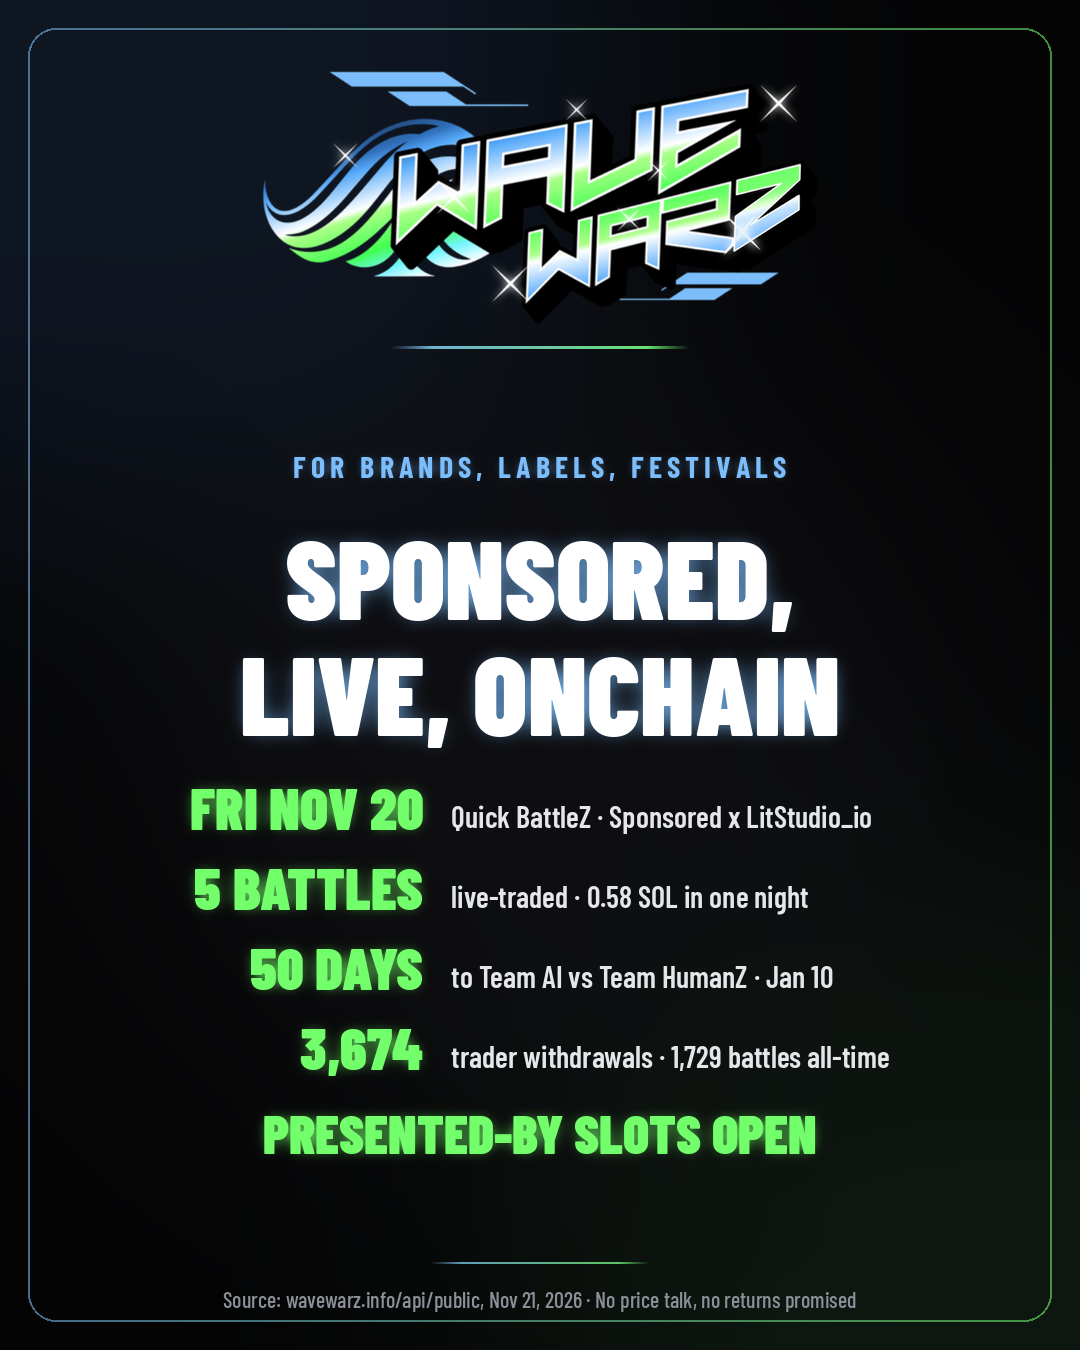 WAVE
WARZ
FOR BRANDS, LABELS, FESTIVALS
SPONSORED,
LIVE, ONCHAIN
FRI NOV 20 Quick BattleZ · Sponsored x LitStudio_io
5 BATTLES live-traded · 0.58 SOL in one night
50 DAYS to Team AI vs Team HumanZ · Jan 10
3,674 trader withdrawals · 1,729 battles all-time
PRESENTED-BY SLOTS OPEN
Source: wavewarz.info/api/public, Nov 21, 2026 · No price talk, no returns promised